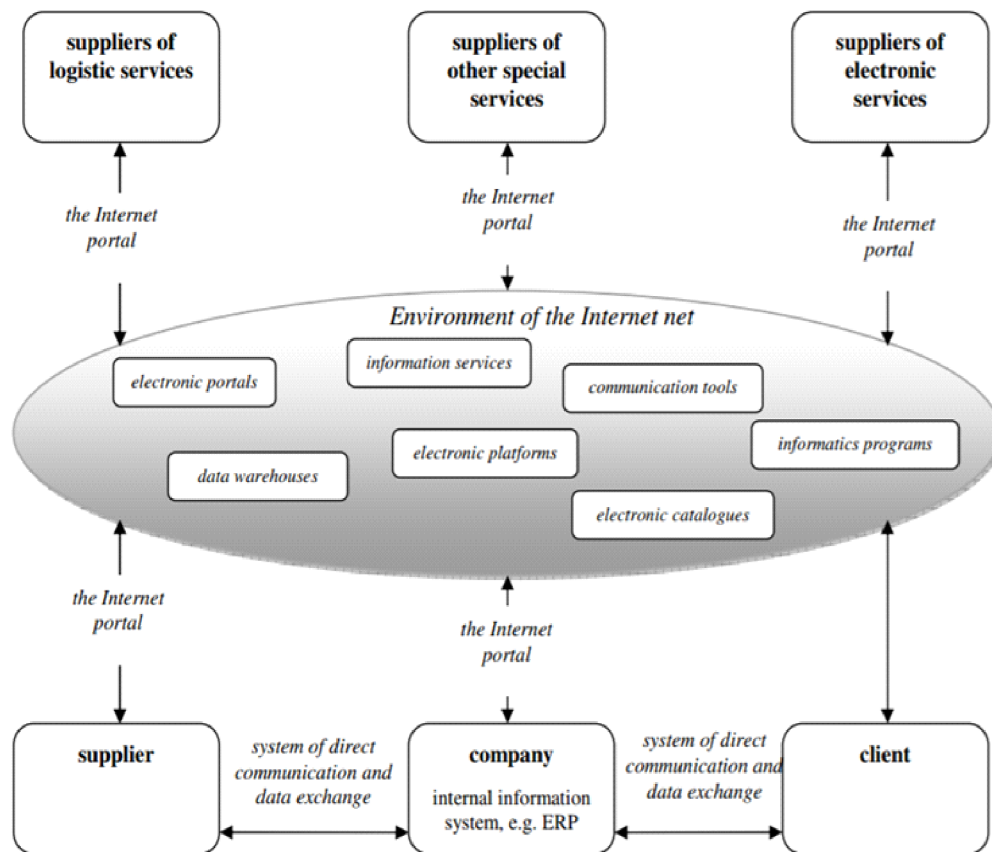 suppliers of
logistic services
suppliers of
other special
services
suppliers of
electronic
services
the Internet
portal
the Internet
portal
the Internet
portal
Environment of the Internet net
electronic portals
information services
communication tools
data warehouses
electronic platforms
informatics programs
electronic catalogues
the Internet
portal
the Internet
portal
supplier
system of direct
communication and
data exchange
company
internal information
system, e.g. ERP
system of direct
communication and
data exchange
client